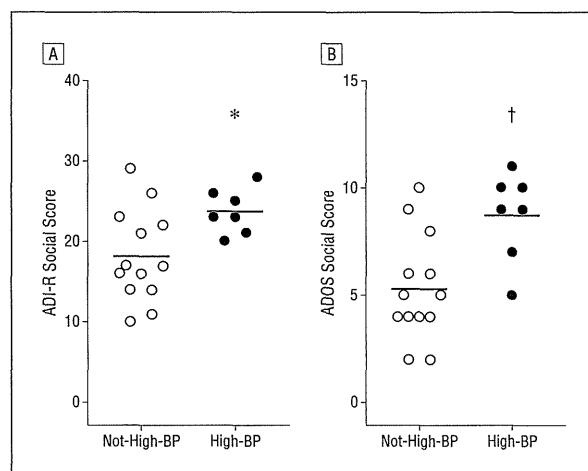 A
40
30
20
10
0
ADI-R Social Score
*
Not-High-BP
High-BP
B
15
10
5
0
ADOS Social Score
†
Not-High-BP
High-BP